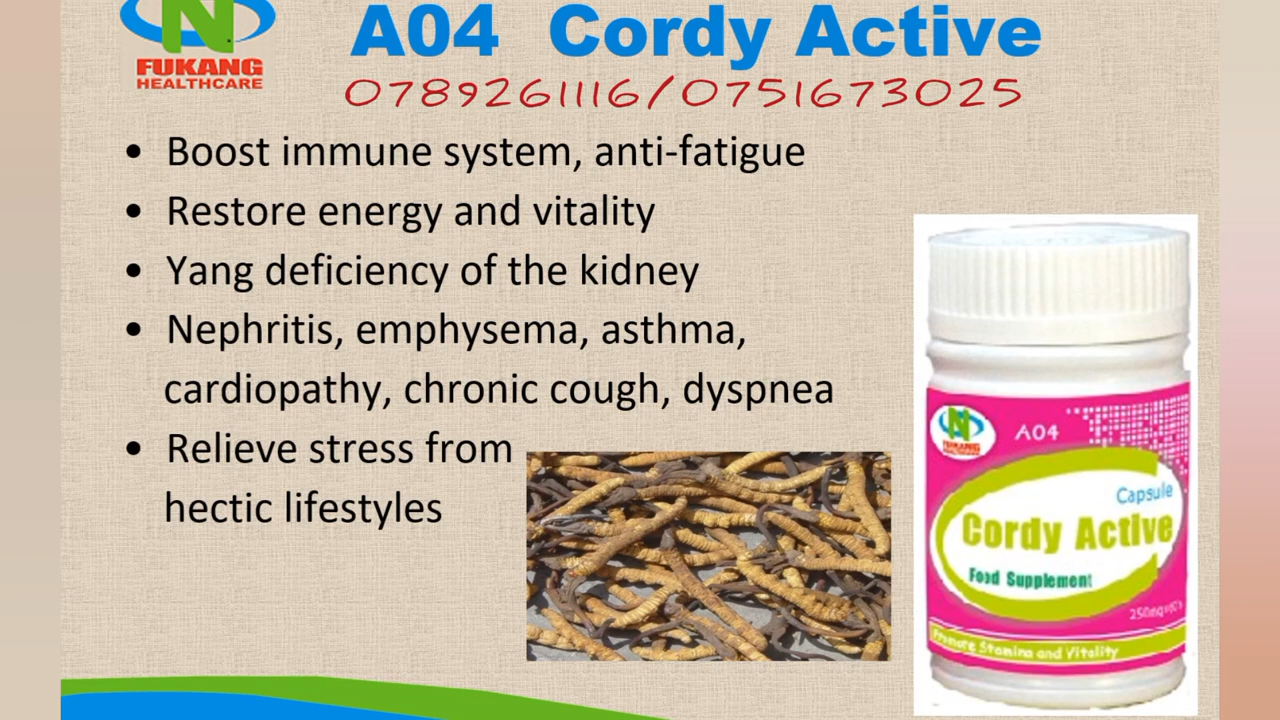 FUKANG
HEALTHCARE
A04 Cordy Active
0789261116/0751673025
• Boost immune system, anti-fatigue
• Restore energy and vitality
• Yang deficiency of the kidney
• Nephritis, emphysema, asthma,
cardiopathy, chronic cough, dyspnea
• Relieve stress from
hectic lifestyles
FUKANG
HEALTHCARE
A04
Capsule
Cordy Active
Food Supplement
Promote Stamina and Vitality